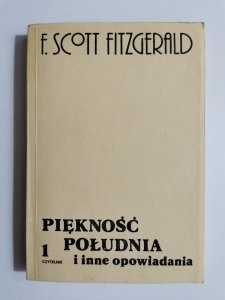 F. SCOTT FITZGERALD
PIĘKNOŚĆ
POŁUDNIA
1
CZYTELNIK
i inne opowiadania